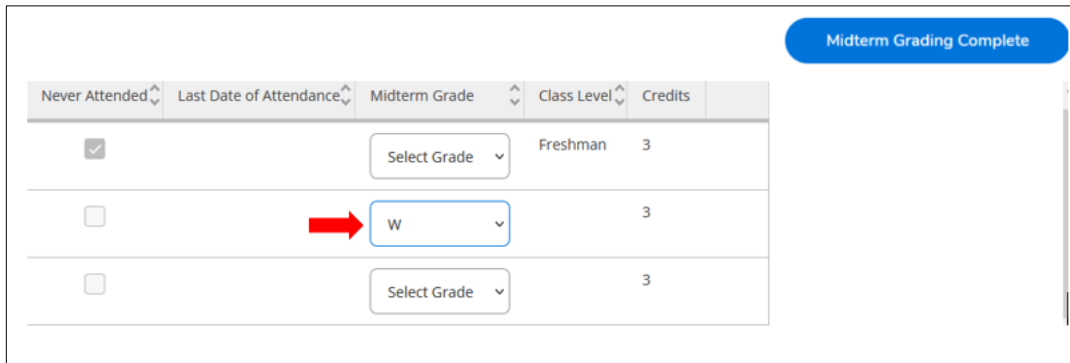 Midterm Grading Complete
Never Attended Last Date of Attendance Midterm Grade Class Level Credits
Select Grade Freshman 3
W 3
Select Grade 3